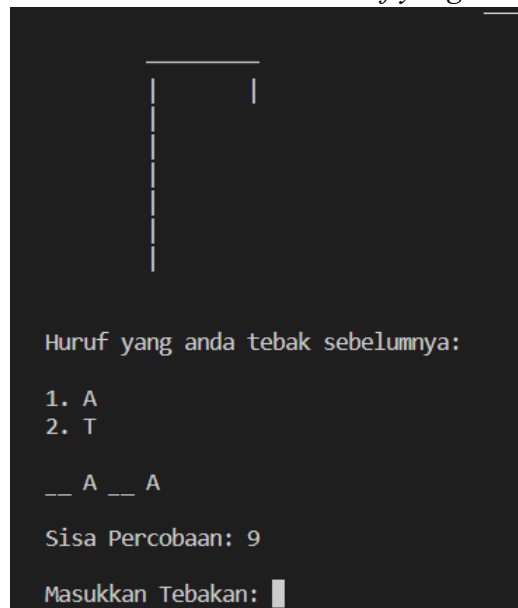 Huruf yang anda tebak sebelumnya:
1. A
2. T
__ A __ A
Sisa Percobaan: 9
Masukkan Tebakan: